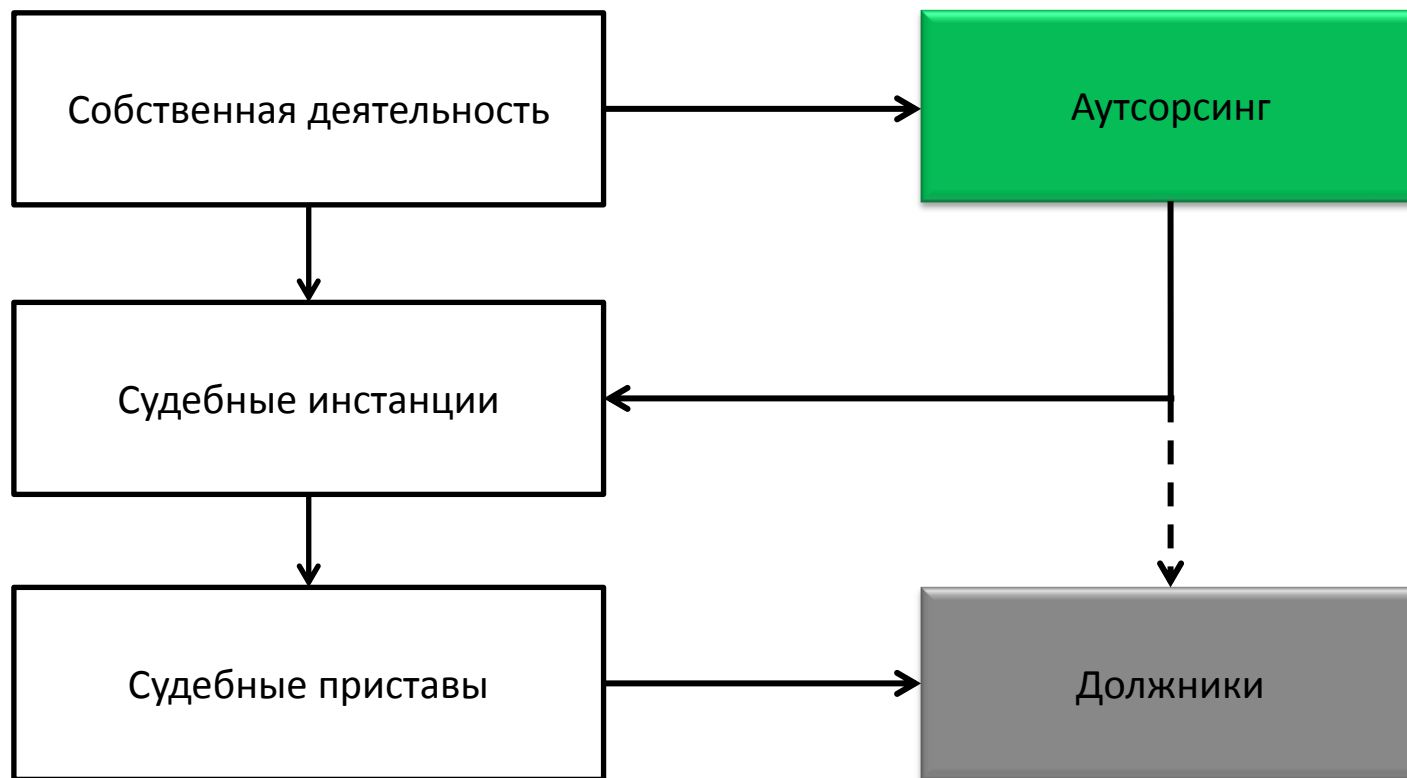 Собственная деятельность
Аутсорсинг
Судебные инстанции
Судебные приставы
Должники